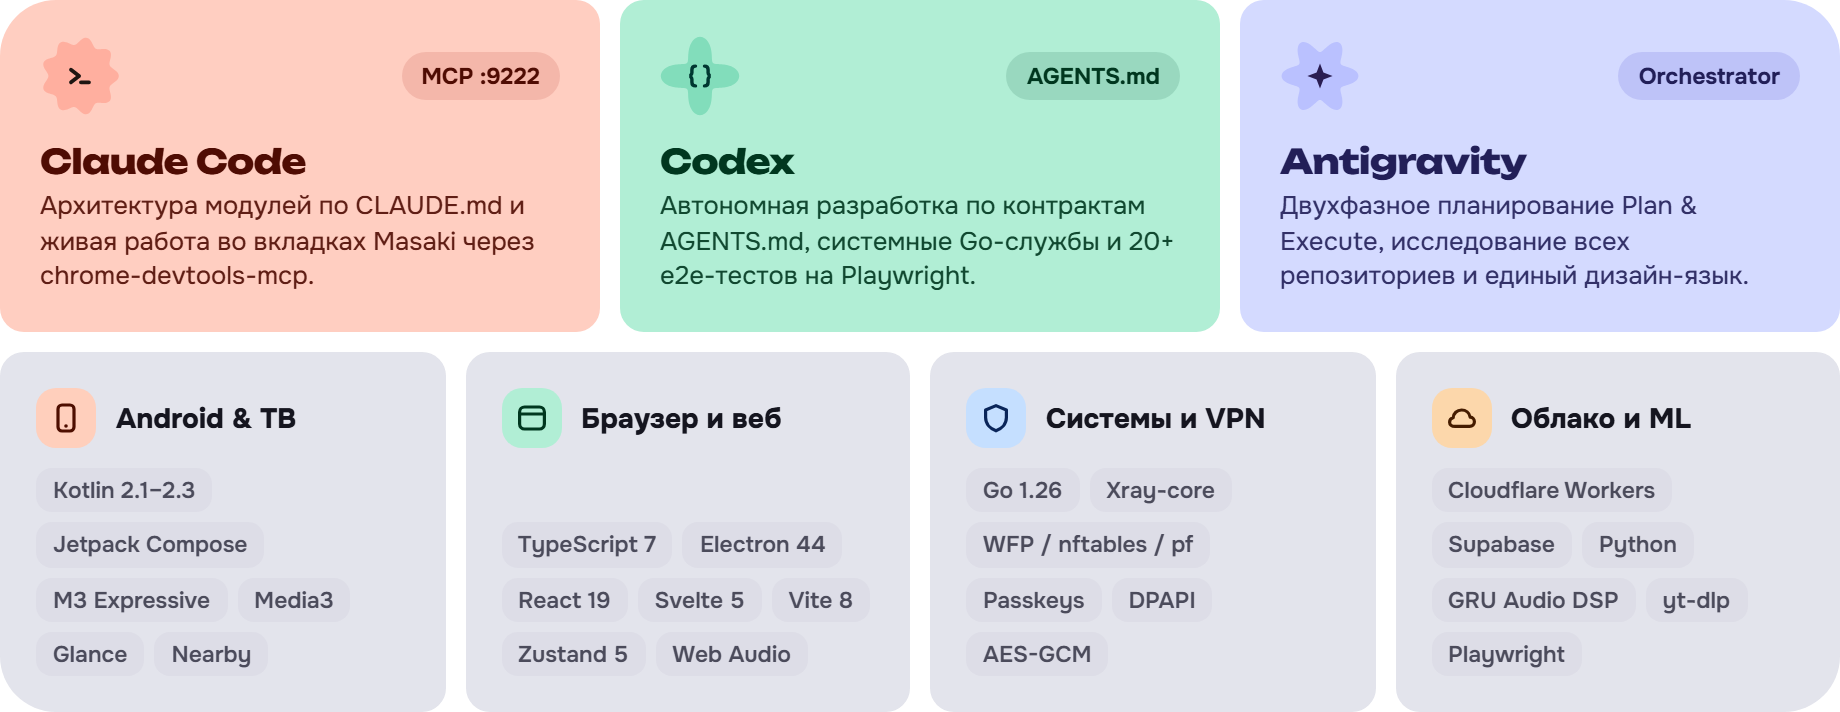 MCP :9222
Claude Code
Архитектура модулей по CLAUDE.md и
живая работа во вкладках Masaki через
chrome-devtools-mcp.
AGENTS.md
Codex
Автономная разработка по контрактам
AGENTS.md, системные Go-службы и 20+
e2e-тестов на Playwright.
Orchestrator
Antigravity
Двухфазное планирование Plan &
Execute, исследование всех
репозиториев и единый дизайн-язык.
Android & ТВ
Kotlin 2.1–2.3
Jetpack Compose
M3 Expressive Media3
Glance Nearby
Браузер и веб
TypeScript 7 Electron 44
React 19 Svelte 5 Vite 8
Zustand 5 Web Audio
Системы и VPN
Go 1.26 Xray-core
WFP / nftables / pf
Passkeys DPAPI
AES-GCM
Облако и ML
Cloudflare Workers
Supabase Python
GRU Audio DSP yt-dlp
Playwright